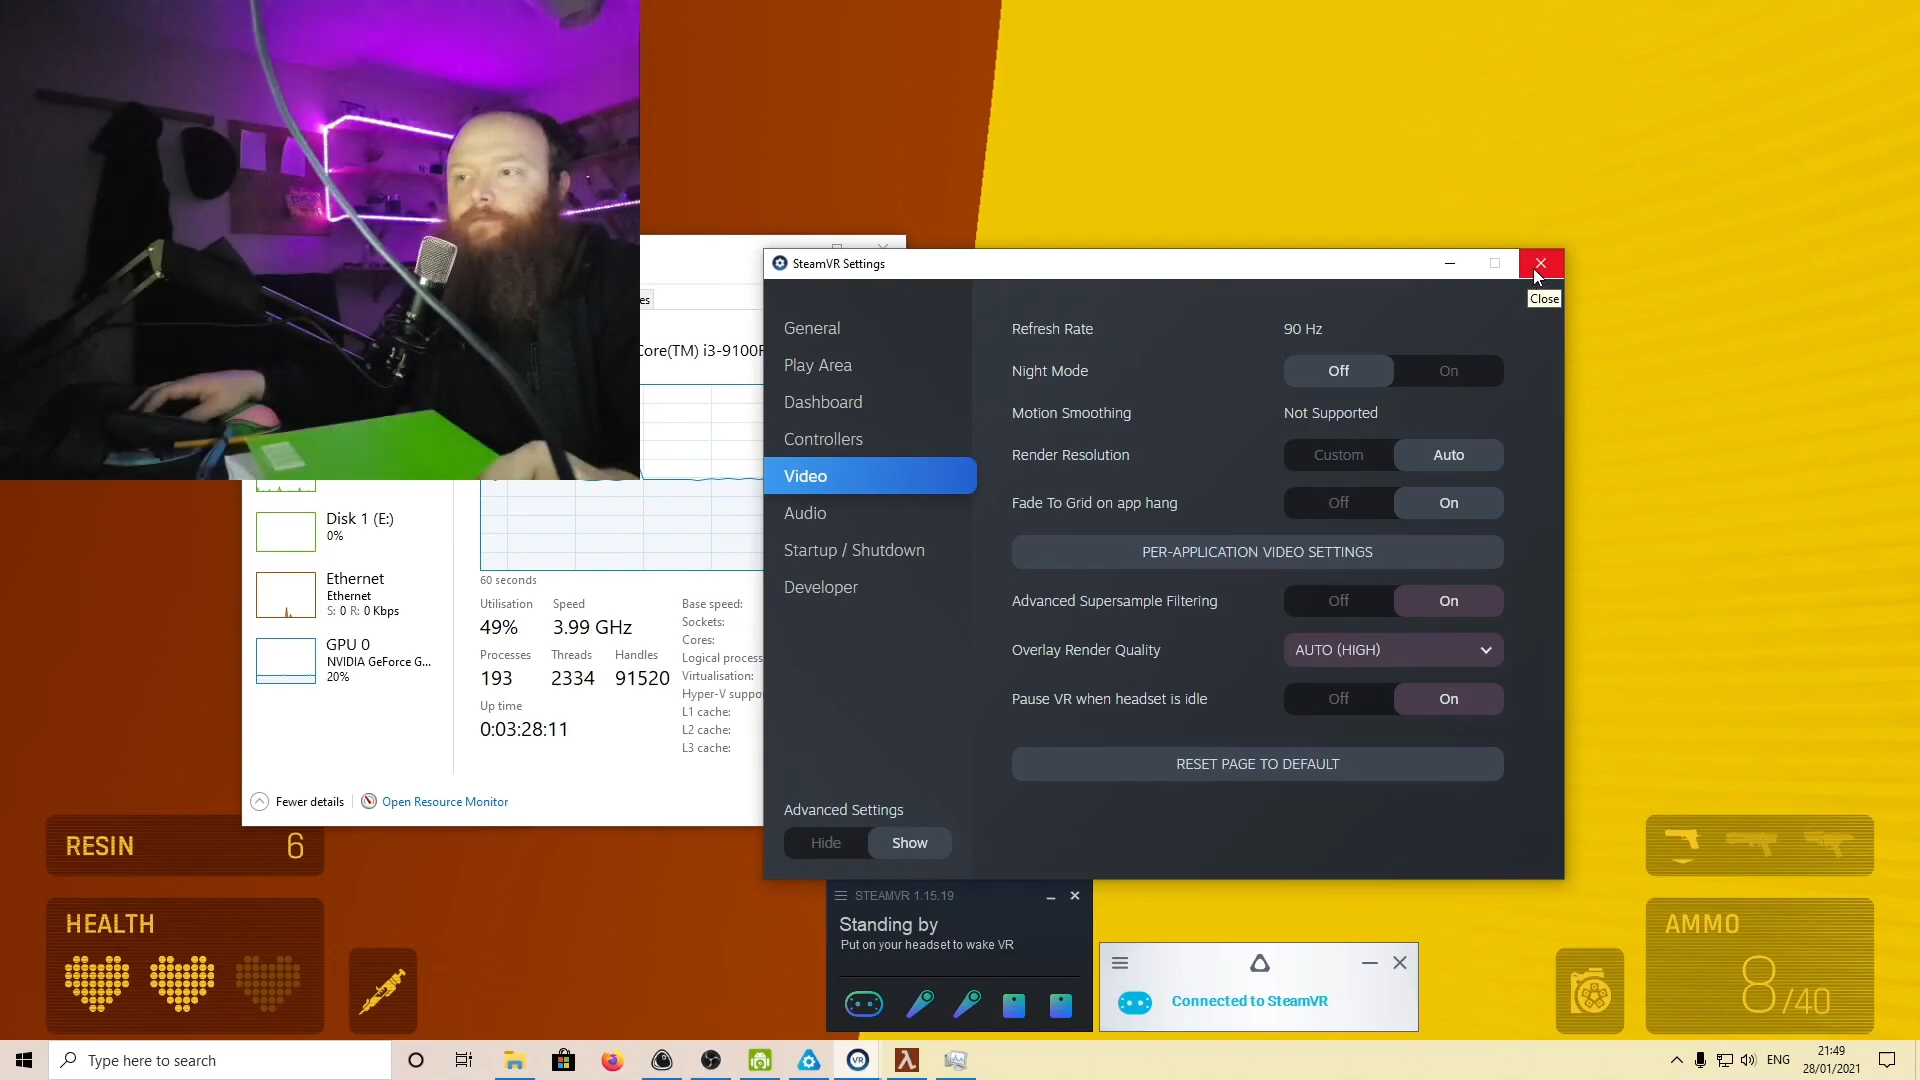 SteamVR Settings
Close
General
Play Area
Dashboard
Controllers
Video
Audio
Startup / Shutdown
Developer
Advanced Settings
Hide
Show
Refresh Rate
90 Hz
Night Mode
Off
On
Motion Smoothing
Not Supported
Render Resolution
Custom
Auto
Fade To Grid on app hang
Off
On
PER-APPLICATION VIDEO SETTINGS
Advanced Supersample Filtering
Off
On
Overlay Render Quality
AUTO (HIGH)
Pause VR when headset is idle
Off
On
RESET PAGE TO DEFAULT
es
Core(TM) i3-9100F
Disk 1 (E:)
0%
Ethernet
Ethernet
S: 0 R: 0 Kbps
GPU 0
NVIDIA GeForce G...
20%
60 seconds
Utilisation
Speed
49%
3.99 GHz
Processes
Threads
Handles
193
2334
91520
Up time
0:03:28:11
Base speed:
Sockets:
Cores:
Logical process
Virtualisation:
Hyper-V suppo
L1 cache:
L2 cache:
L3 cache:
Fewer details
Open Resource Monitor
RESIN
6
HEALTH
STEAMVR 1.15.19
Standing by
Put on your headset to wake VR
Connected to SteamVR
AMMO
8/40
Type here to search
VR
ENG
21:49
28/01/2021